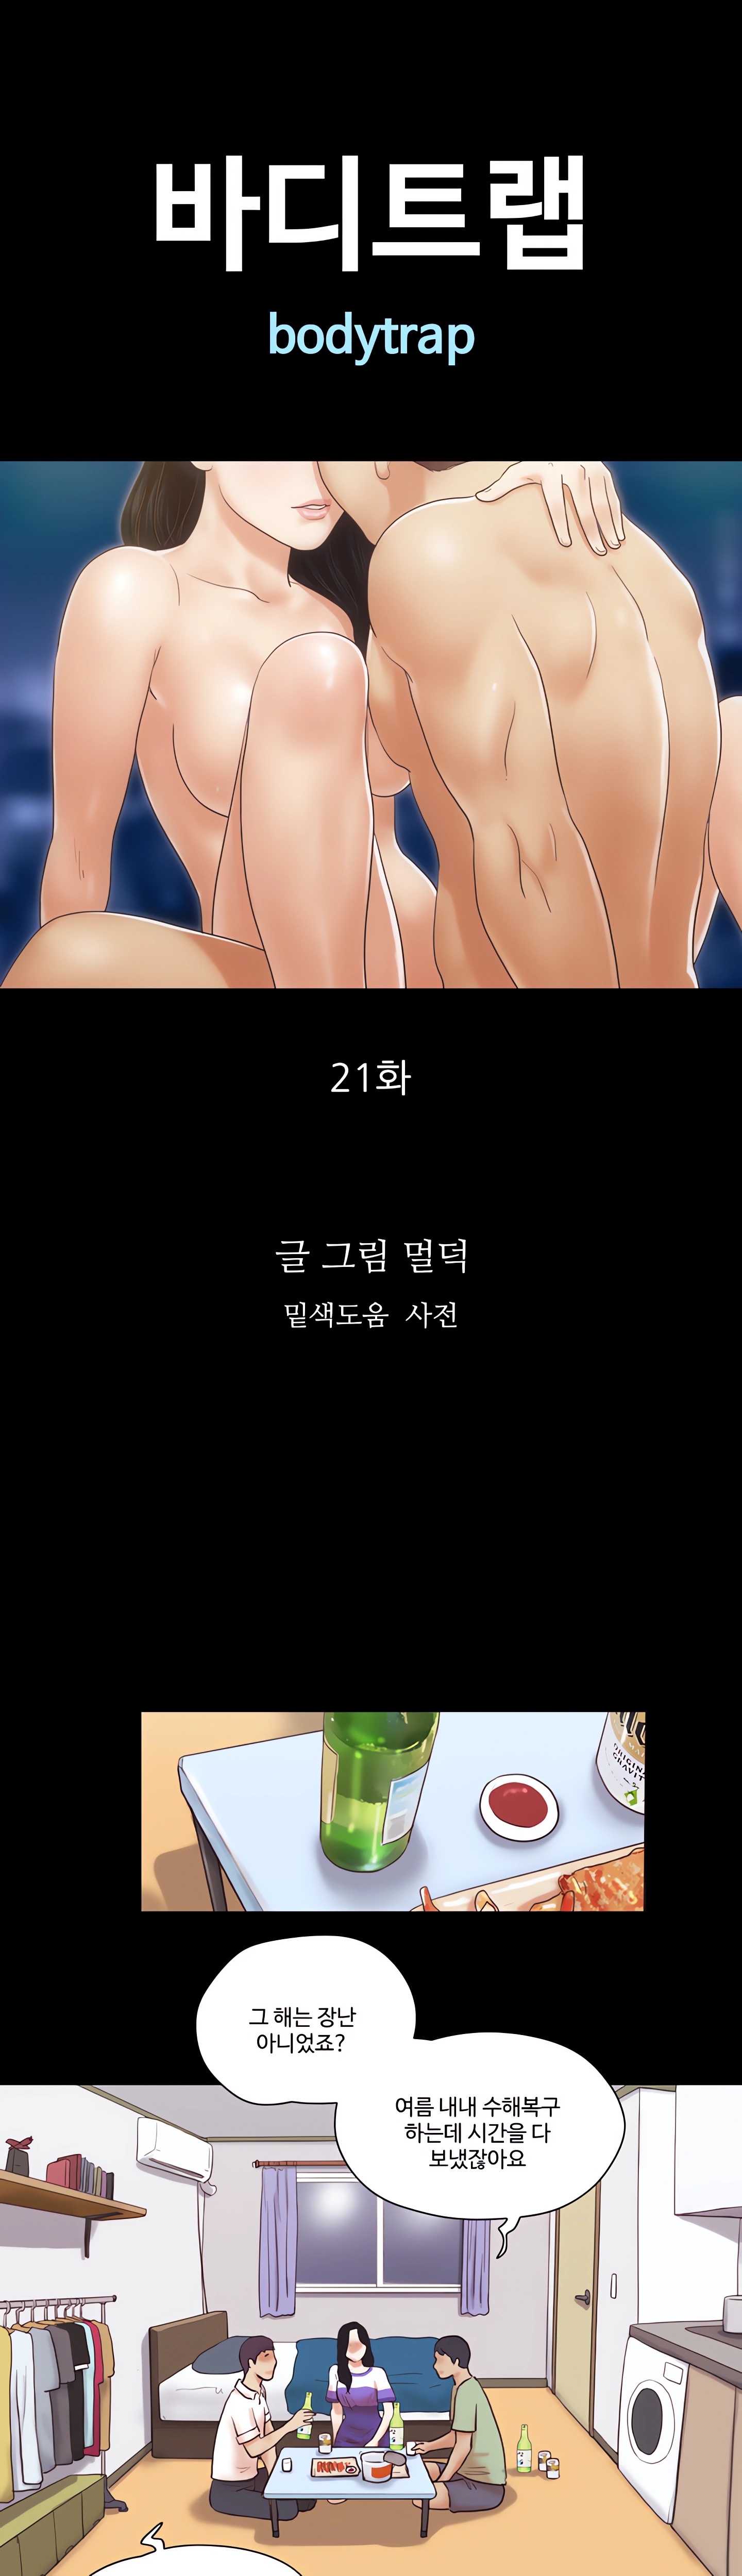 바디트랩
bodytrap
21화
글 그림 멀덕
밑색도움 사전
ORIGINAL
GRAVITY
그 해는 장난
아니었죠?
여름 내내 수해복구
하는데 시간을 다
보냈잖아요